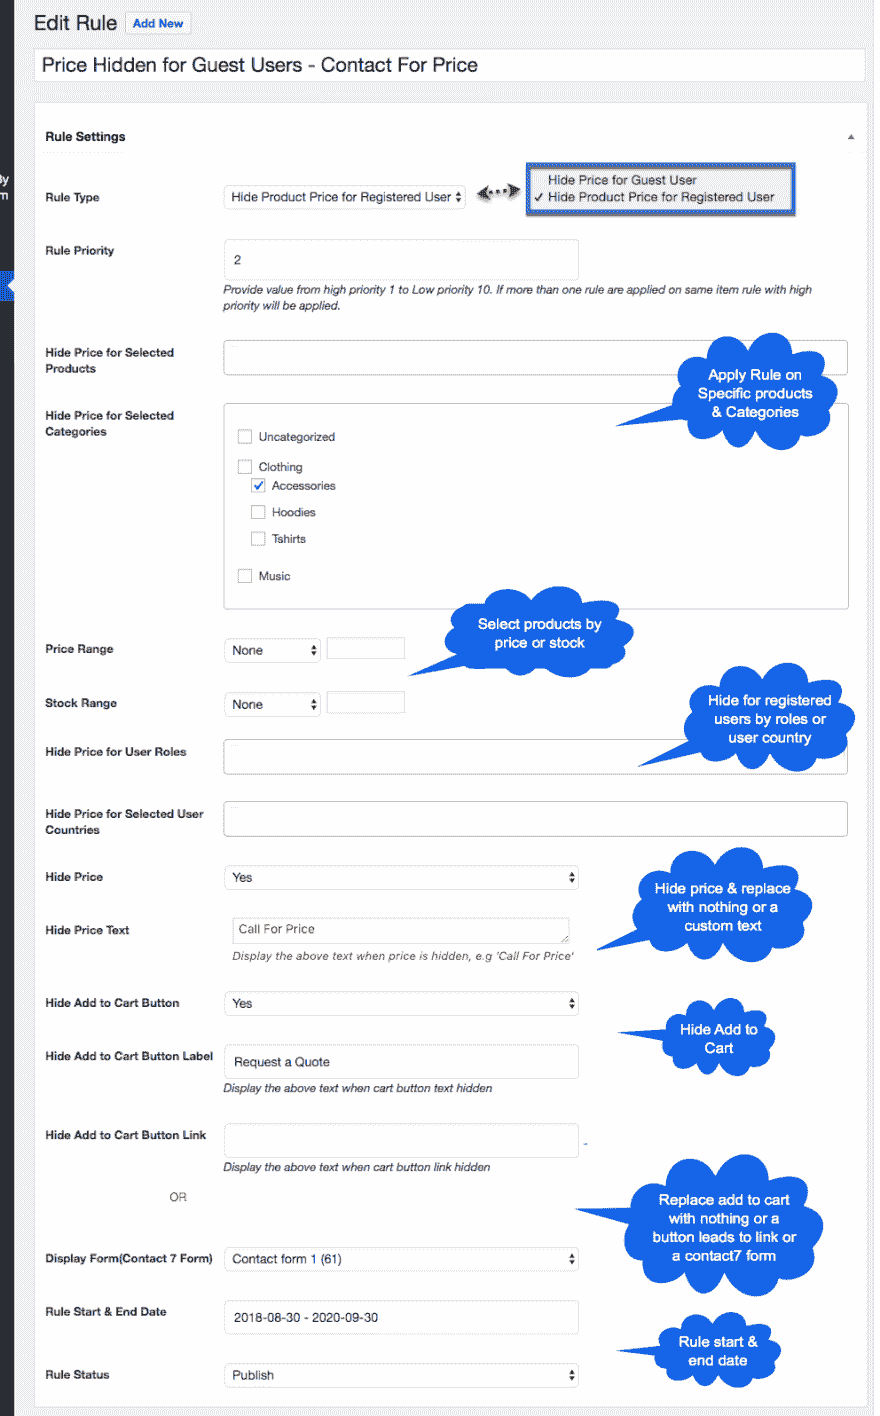 Edit Rule Add New
Price Hidden for Guest Users - Contact For Price
Rule Settings
Rule Type
Hide Product Price for Registered User
Hide Price for Guest User
✓ Hide Product Price for Registered User
Rule Priority
2
Provide value from high priority 1 to Low priority 10. If more than one rule are applied on same item rule with high
priority will be applied.
Hide Price for Selected
Products
Apply Rule on
Specific products
& Categories
Hide Price for Selected
Categories
Uncategorized
Clothing
Accessories
Hoodies
Tshirts
Music
Select products by
price or stock
Price Range
None
Stock Range
None
Hide for registered
users by roles or
user country
Hide Price for User Roles
Hide Price for Selected User
Countries
Hide Price
Yes
Hide price & replace
with nothing or a
custom text
Hide Price Text
Call For Price
Display the above text when price is hidden, e.g 'Call For Price'
Hide Add to Cart Button
Yes
Hide Add to
Cart
Hide Add to Cart Button Label
Request a Quote
Display the above text when cart button text hidden
Hide Add to Cart Button Link
Display the above text when cart button link hidden
OR
Replace add to cart
with nothing or a
button leads to link or
a contact7 form
Display Form(Contact 7 Form)
Contact form 1 (61)
Rule Start & End Date
2018-08-30 - 2020-09-30
Rule start &
end date
Rule Status
Publish